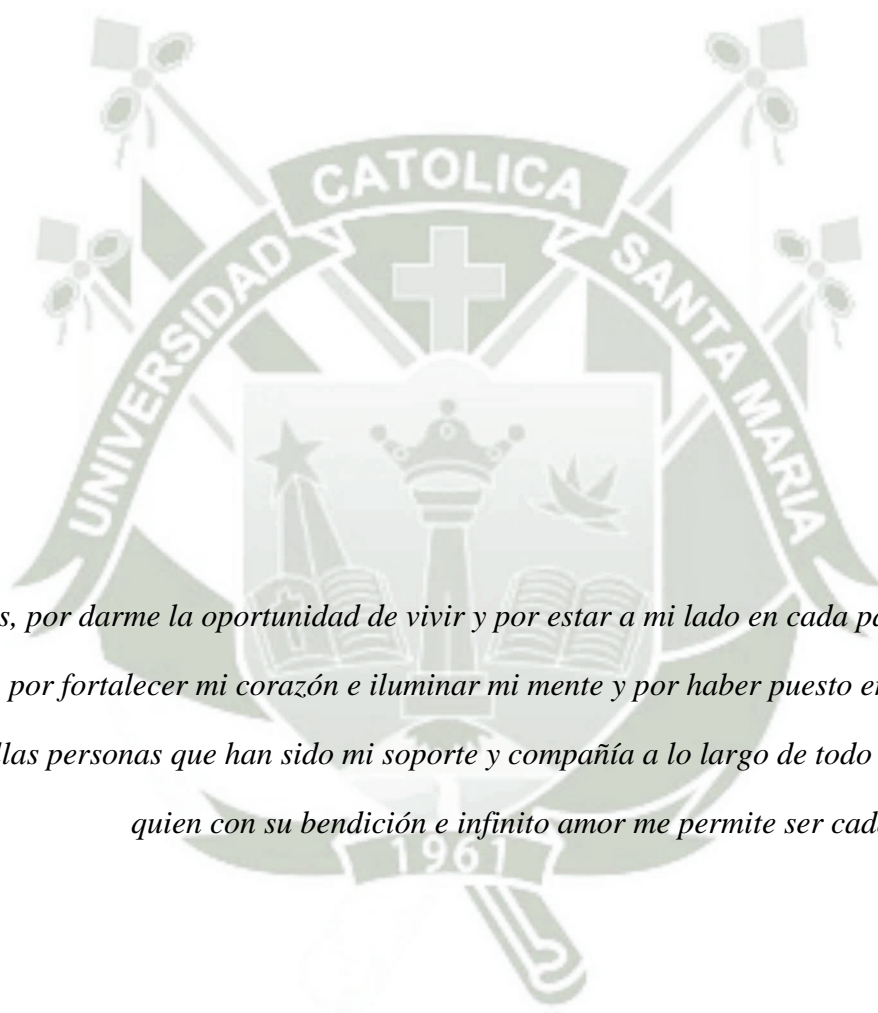 CATOLICA
UNIVERSIDAD
SANTA MARIA
s, por darme la oportunidad de vivir y por estar a mi lado en cada pa
por fortalecer mi corazón e iluminar mi mente y por haber puesto e
llas personas que han sido mi soporte y compañía a lo largo de todo
quien con su bendición e infinito amor me permite ser cad
1961